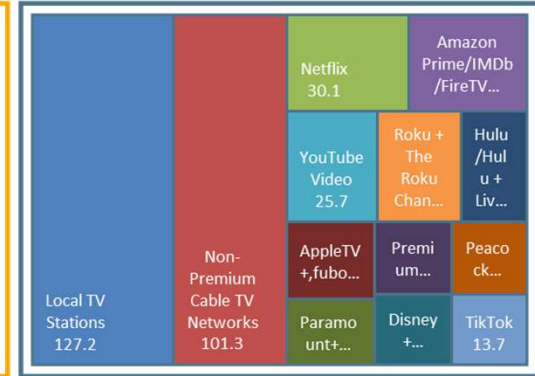 Local TV
Stations
127.2
Non-
Premium
Cable TV
Networks
101.3
Netflix
30.1
Amazon
Prime/IMDb
/FireTV...
YouTube
Video
25.7
Roku +
The
Roku
Chan...
Hulu
/Hul
u +
Liv...
AppleTV
+,fubo...
Premi
um...
Peaco
ck...
Paramo
unt+...
Disney
+...
TikTok
13.7